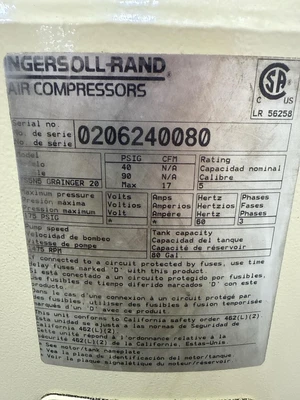 INGERSOLL-RAND
AIR COMPRESSORS
C US
LR 56258
Serial no
No. de serie
No. de série
0206240080
Model
PSIG CFM Rating
40 N/A Capacidad nominal
90 N/A Calibre
GRAINGER 20 Max 17 5
Maximum pressure Volts Amps Hertz Phases
Presión máxima Voltios Amperios Hertzios Fases
Pression maximum Volt Ampére Hertz Phases
175 PSIG 60 3
Pump speed Tank capacity
Velocidad de bombeo Capacidad del tanque
Vitesse de pompe Capacité de réservoir
RPM 80 Gal
If connected to a circuit protected by fuses, use time
delay fuses marked "D" with this product.
Si está conectado a un circuito protegido por fusibles,
use fusibles de tiempo diferido marcados "D" con este
producto.
Dans le cas d'une connexion à un circuit protégé par
des fusibles, utiliser des fusibles à fusion temporisée
marqués d'un "D" avec ce produit.
This unit conforms to California safety order 462(L)(2)
Esta unidad se ajusta a las normas de Seguridad de
California 462(L)(2)
Cette unité répond à l'ordonnance relative à la
sécurité 462(L)(2) de la Californie. Etats-Unis
See motor/tank nameplate
Vea la placa de identificación del motor/tanque
Voir la plaque signalétique du moteur/réservoir